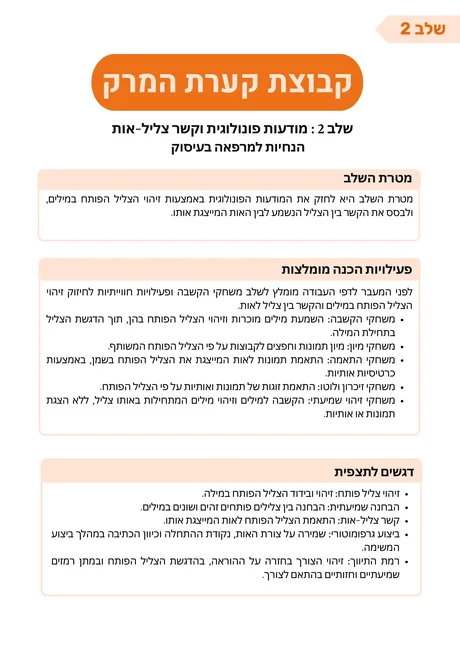 שלב 2
קבוצת קערת המרק
שלב 2 : מודעות פונולוגית וקשר צליל-אות
הנחיות למרפאה בעיסוק
מטרת השלב
מטרת השלב היא לחזק את המודעות הפונולוגית באמצעות זיהוי הצליל הפותח במילים,
ולבסס את הקשר בין הצליל הנשמע לבין האות המייצגת אותו.
פעילויות הכנה מומלצות
לפני המעבר לדפי העבודה מומלץ לשלב משחקי הקשבה ופעילויות חווייתיות לחיזוק זיהוי
הצליל הפותח במילים והקשר בין צליל לאות.
• משחקי הקשבה: השמעת מילים מוכרות וזיהוי הצליל הפותח בהן, תוך הדגשת הצליל
בתחילת המילה.
• משחקי מיון: מיון תמונות וחפצים לקבוצות על פי הצליל הפותח המשותף.
• משחקי התאמה: התאמת תמונות לאות המייצגת את הצליל הפותח בשמן, באמצעות
כרטיסיות אותיות.
• משחקי זיכרון ולוטו: התאמת זוגות של תמונות ואותיות על פי הצליל הפותח.
• משחקי זיהוי שמיעתי: הקשבה למילים וזיהוי מילים המתחילות באותו צליל, ללא הצגת
תמונות או אותיות.
דגשים לתצפית
• זיהוי צליל פותח: זיהוי ובידוד הצליל הפותח במילה.
• הבחנה שמיעתית: הבחנה בין צלילים פותחים זהים ושונים במילים.
• קשר צליל-אות: התאמת הצליל הפותח לאות המייצגת אותו.
• ביצוע גרפומוטורי: שמירה על צורת האות, נקודת ההתחלה וכיוון הכתיבה במהלך ביצוע
המשימה.
• רמת התיווך: זיהוי הצורך בחזרה על ההוראה, בהדגשת הצליל הפותח ובמתן רמזים
שמיעתיים וחזותיים בהתאם לצורך.